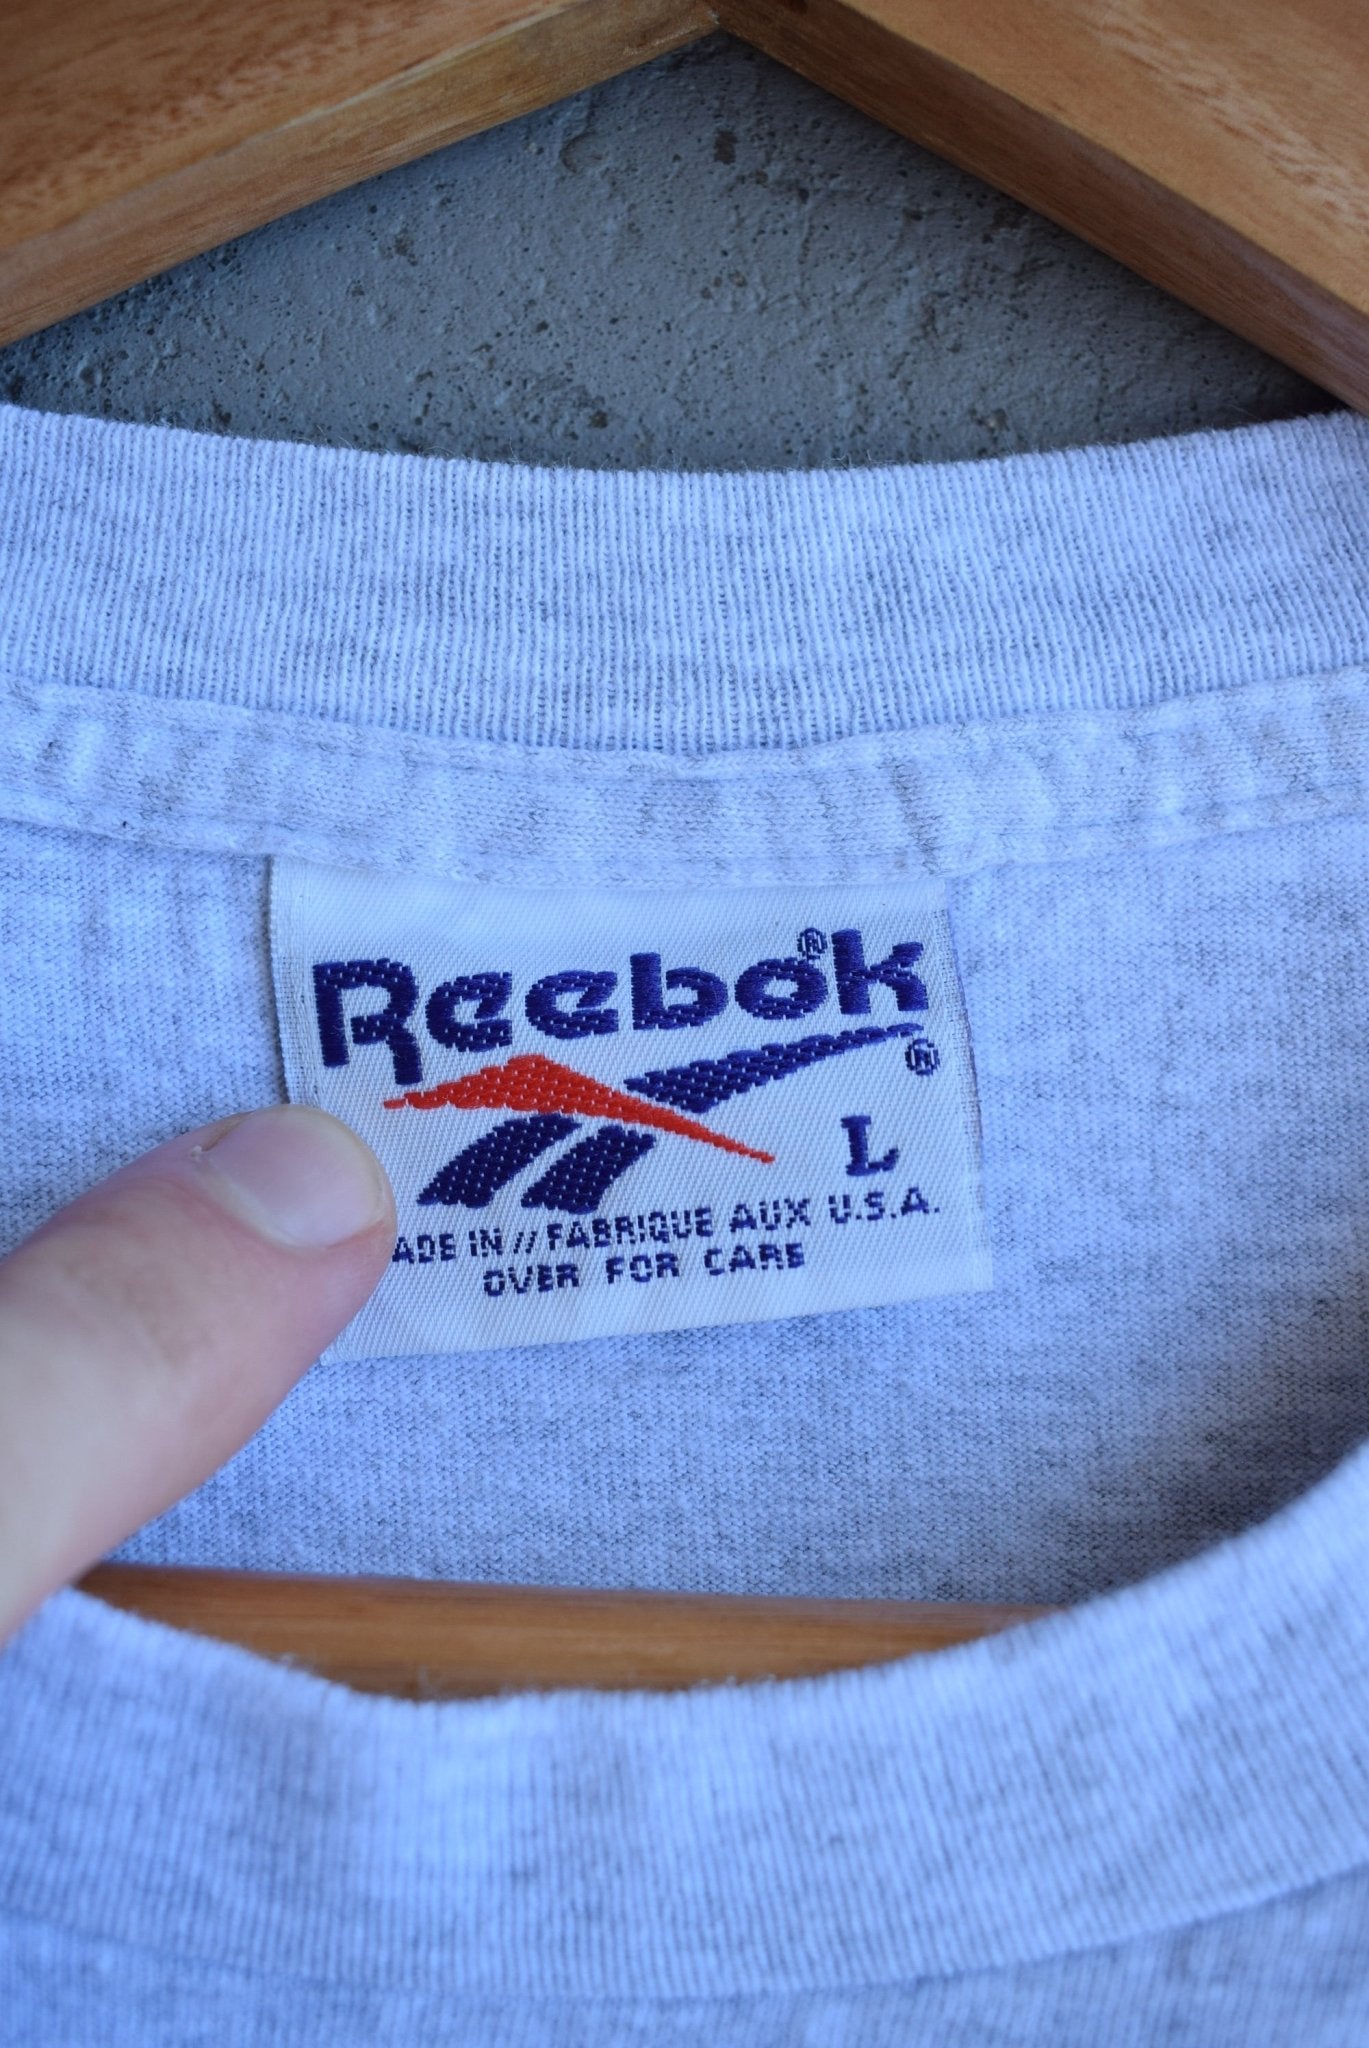 Reebok®
®
L
ADE IN // FABRIQUE AUX U.S.A.
OVER FOR CARE